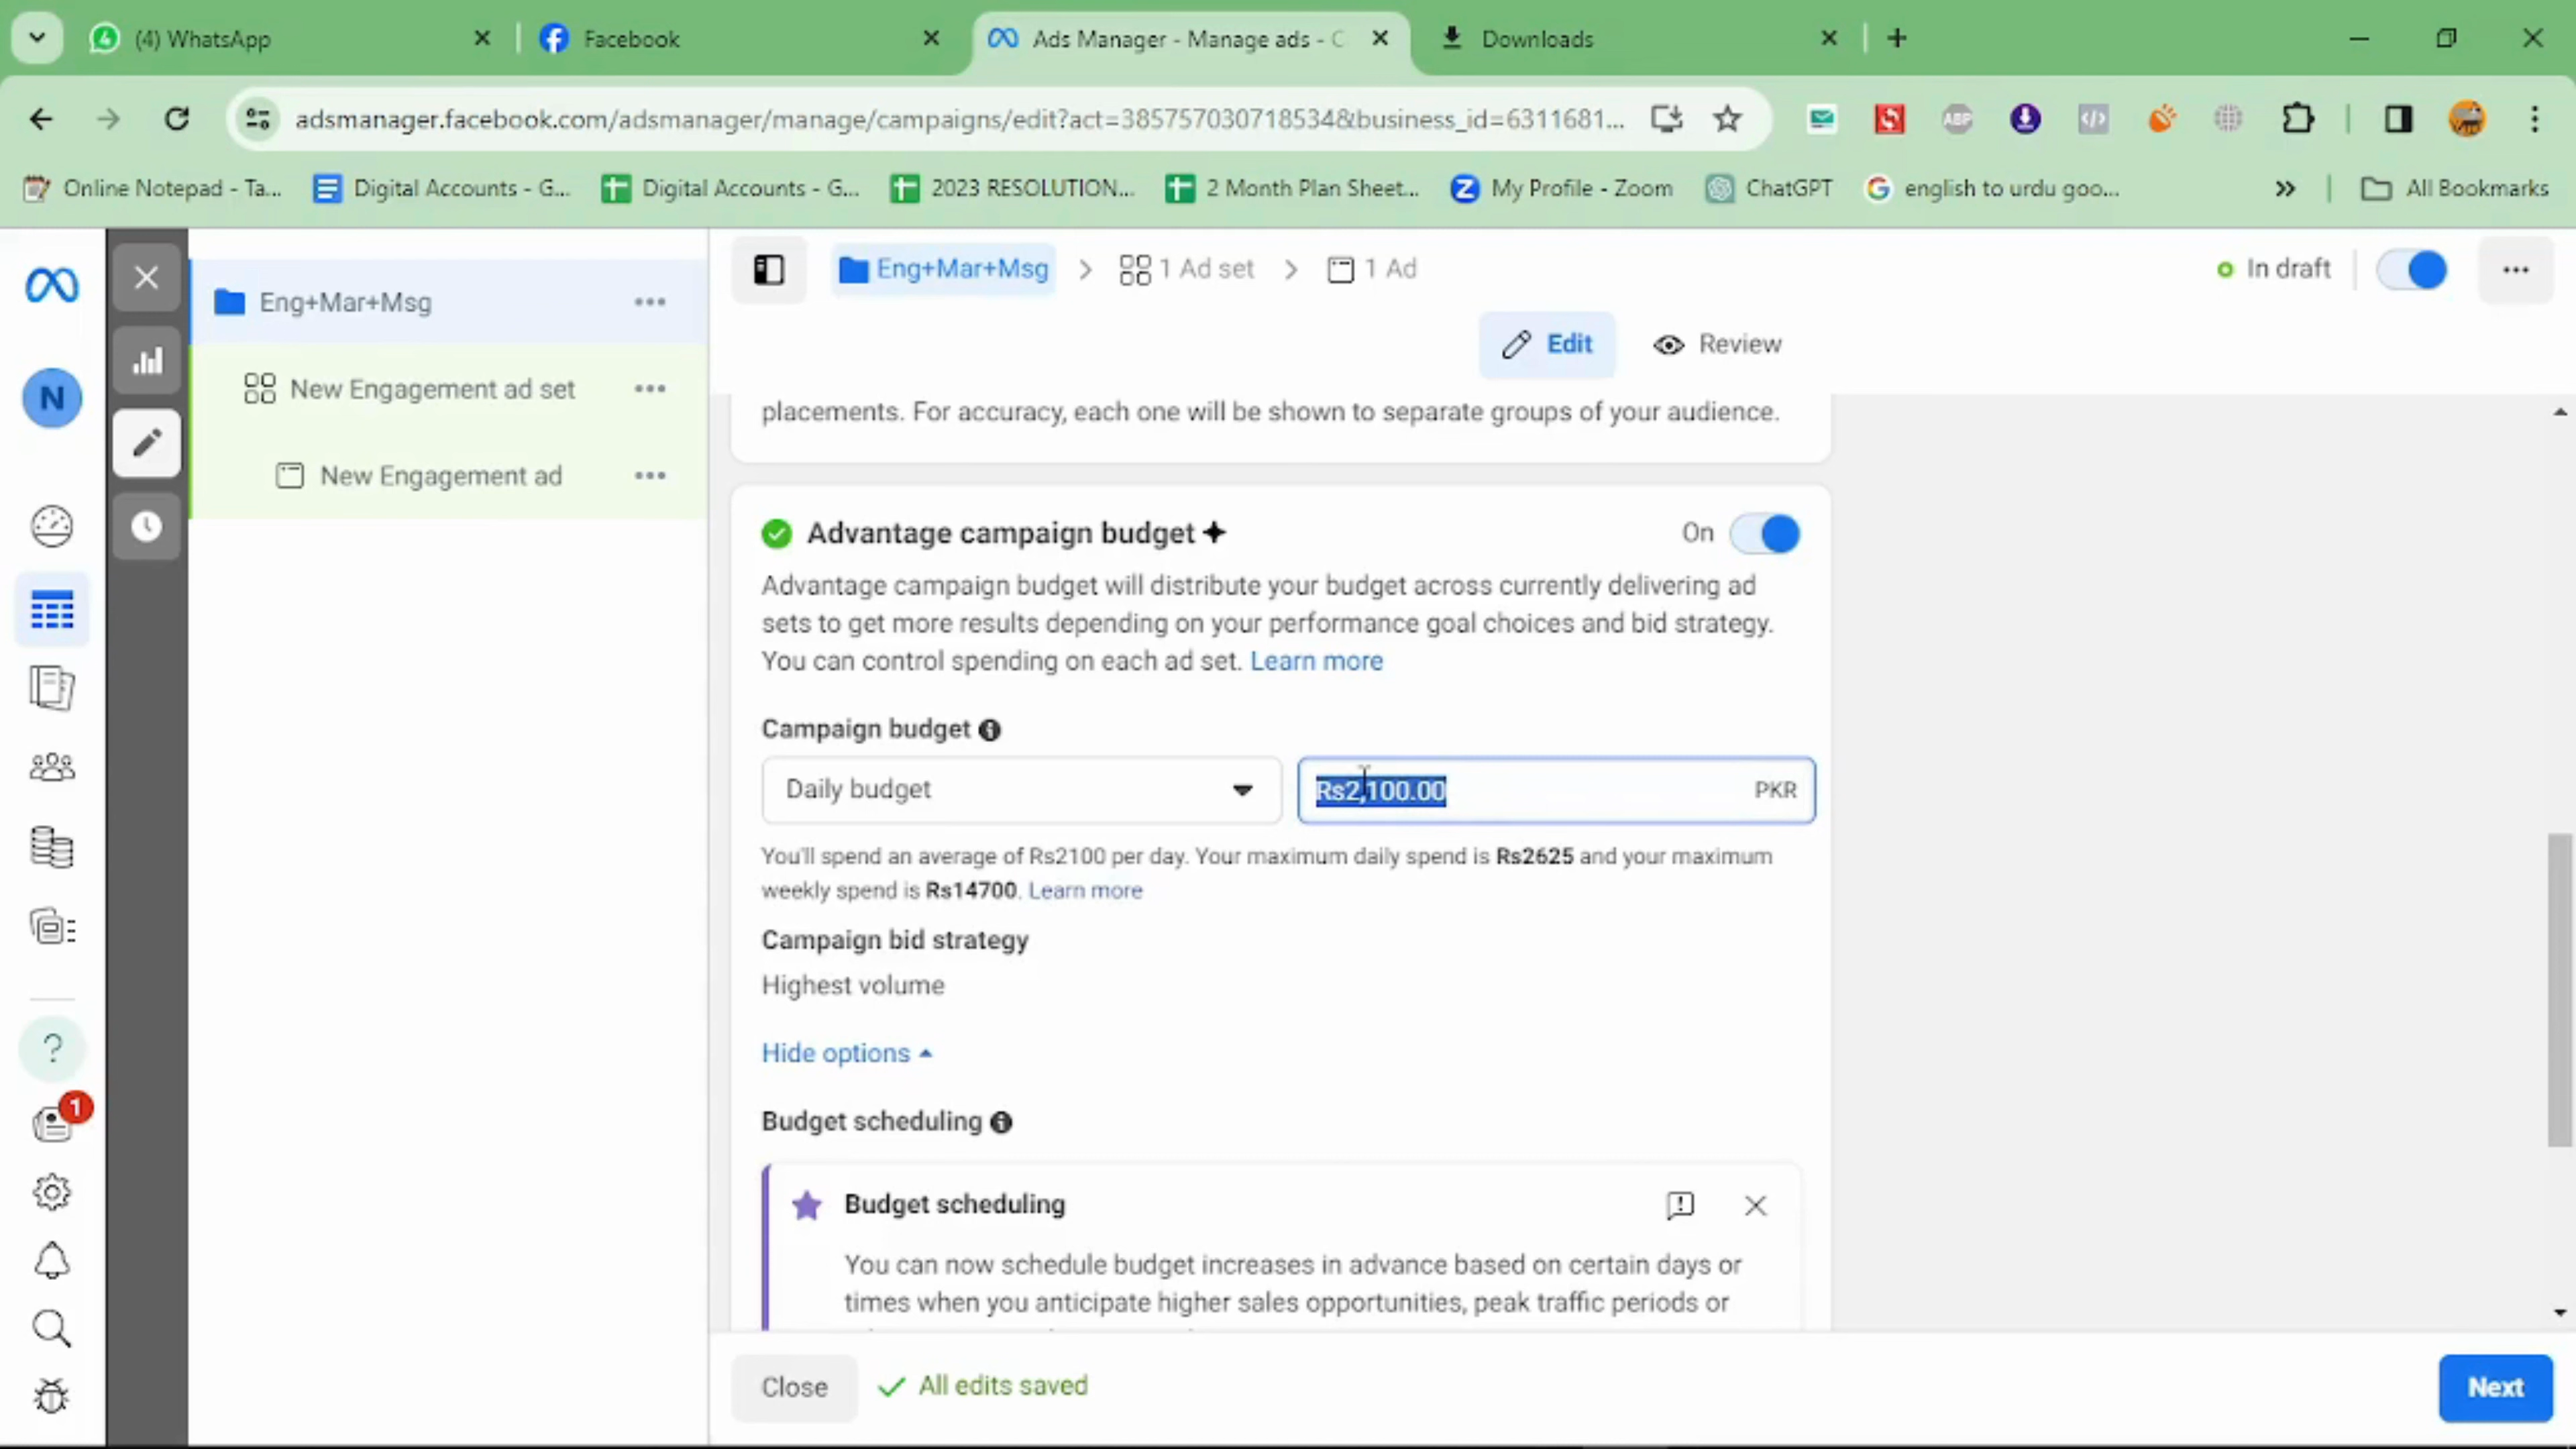 (4) WhatsApp
Facebook
Ads Manager - Manage ads - C
Downloads
adsmanager.facebook.com/adsmanager/manage/campaigns/edit?act=385757030718534&business_id=6311681...
ABP
Online Notepad - Ta...
Digital Accounts - G...
Digital Accounts - G...
2023 RESOLUTION...
2 Month Plan Sheet...
My Profile - Zoom
ChatGPT
english to urdu goo...
All Bookmarks
N
1
Eng+Mar+Msg
New Engagement ad set
New Engagement ad
Eng+Mar+Msg
1 Ad set
1 Ad
In draft
Edit
Review
placements. For accuracy, each one will be shown to separate groups of your audience.
Advantage campaign budget
On
Advantage campaign budget will distribute your budget across currently delivering ad
sets to get more results depending on your performance goal choices and bid strategy.
You can control spending on each ad set. Learn more
Campaign budget
Daily budget
Rs2,100.00
PKR
You'll spend an average of Rs2100 per day. Your maximum daily spend is Rs2625 and your maximum
weekly spend is Rs14700. Learn more
Campaign bid strategy
Highest volume
Hide options
Budget scheduling
Budget scheduling
You can now schedule budget increases in advance based on certain days or
times when you anticipate higher sales opportunities, peak traffic periods or
Close
All edits saved
Next